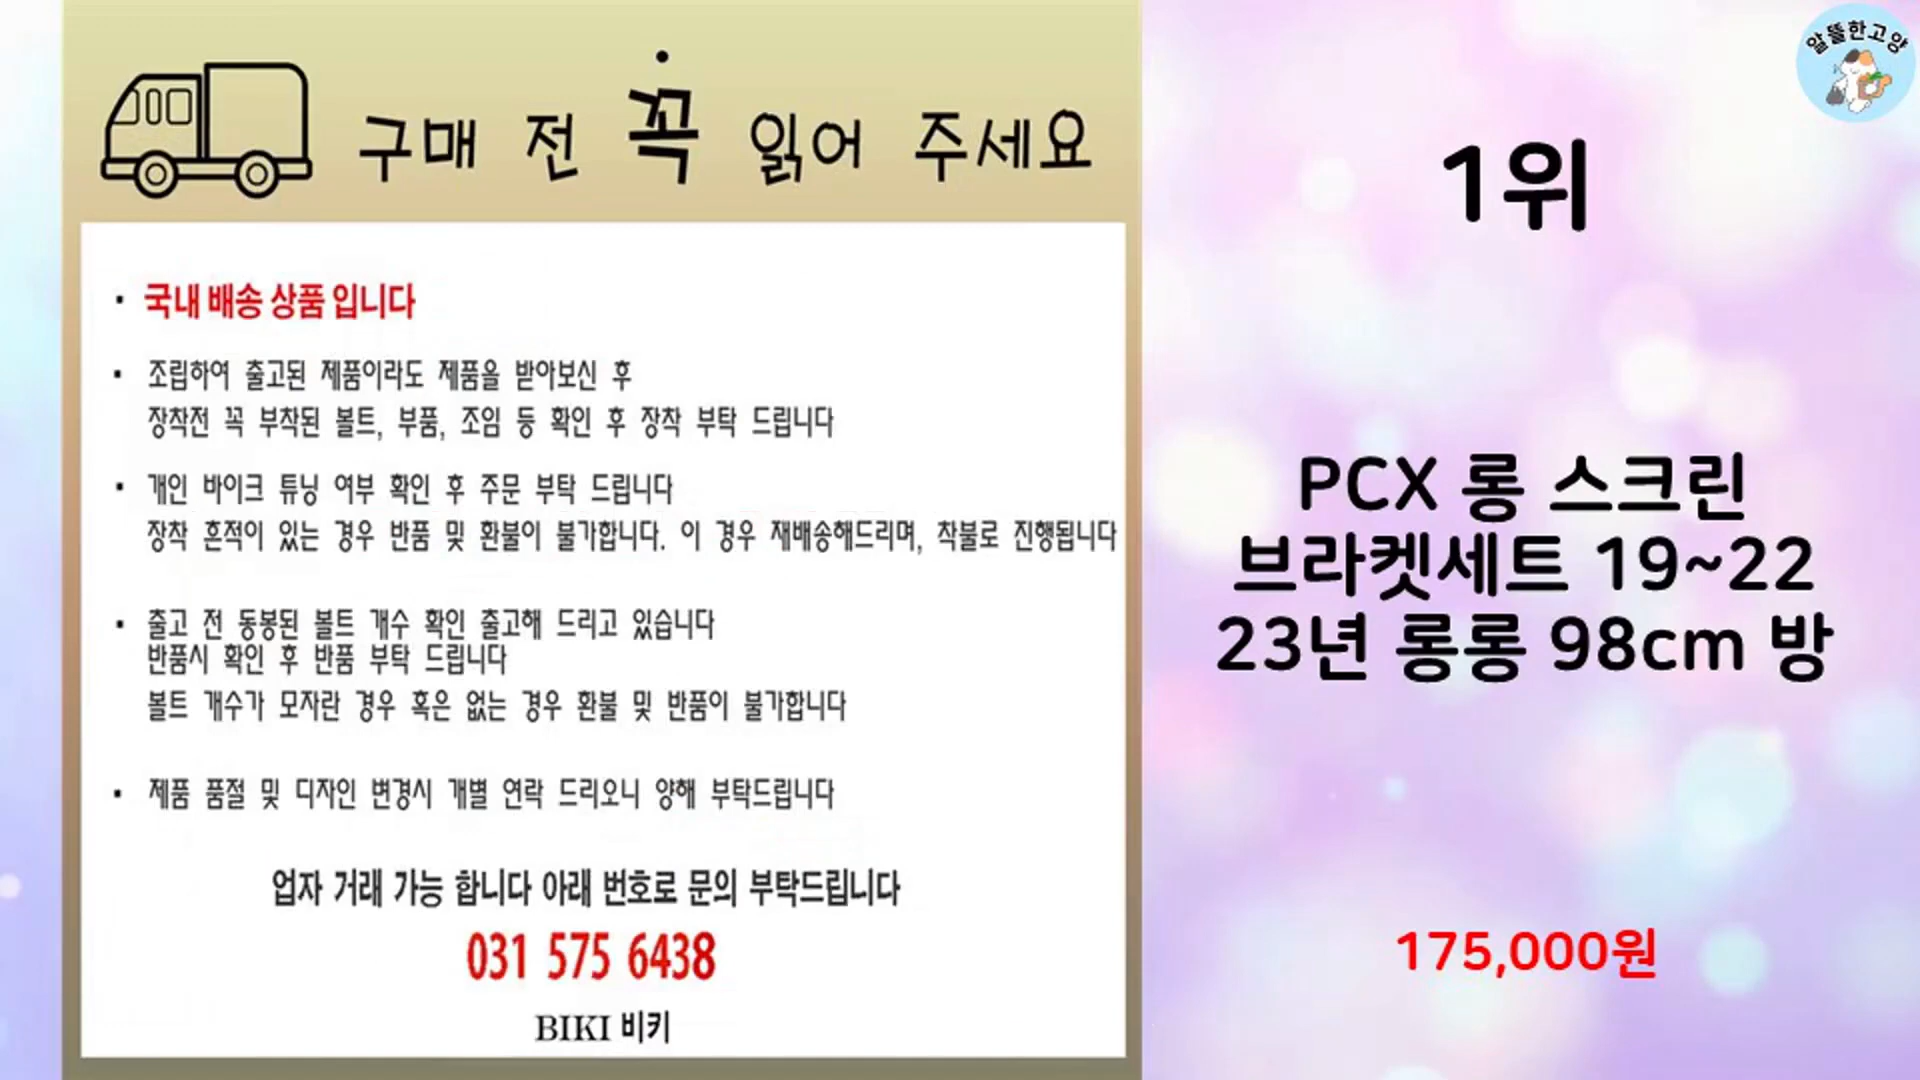 구매 전 꼭 읽어 주세요
· 국내 배송 상품 입니다
· 조립하여 출고된 제품이라도 제품을 받아보신 후
장착전 꼭 부착된 볼트, 부품, 조임 등 확인 후 장착 부탁 드립니다
· 개인 바이크 튜닝 여부 확인 후 주문 부탁 드립니다
장착 흔적이 있는 경우 반품 및 환불이 불가합니다. 이 경우 재배송해드리며, 착불로 진행됩니다
· 출고 전 동봉된 볼트 개수 확인 출고해 드리고 있습니다
반품시 확인 후 반품 부탁 드립니다
볼트 개수가 모자란 경우 혹은 없는 경우 환불 및 반품이 불가합니다
· 제품 품절 및 디자인 변경시 개별 연락 드리오니 양해 부탁드립니다
업자 거래 가능 합니다 아래 번호로 문의 부탁드립니다
031 575 6438
BIKI 비키
알뜰한고양
1위
PCX 롱 스크린
브라켓세트 19~22
23년 롱롱 98cm 방
175,000원